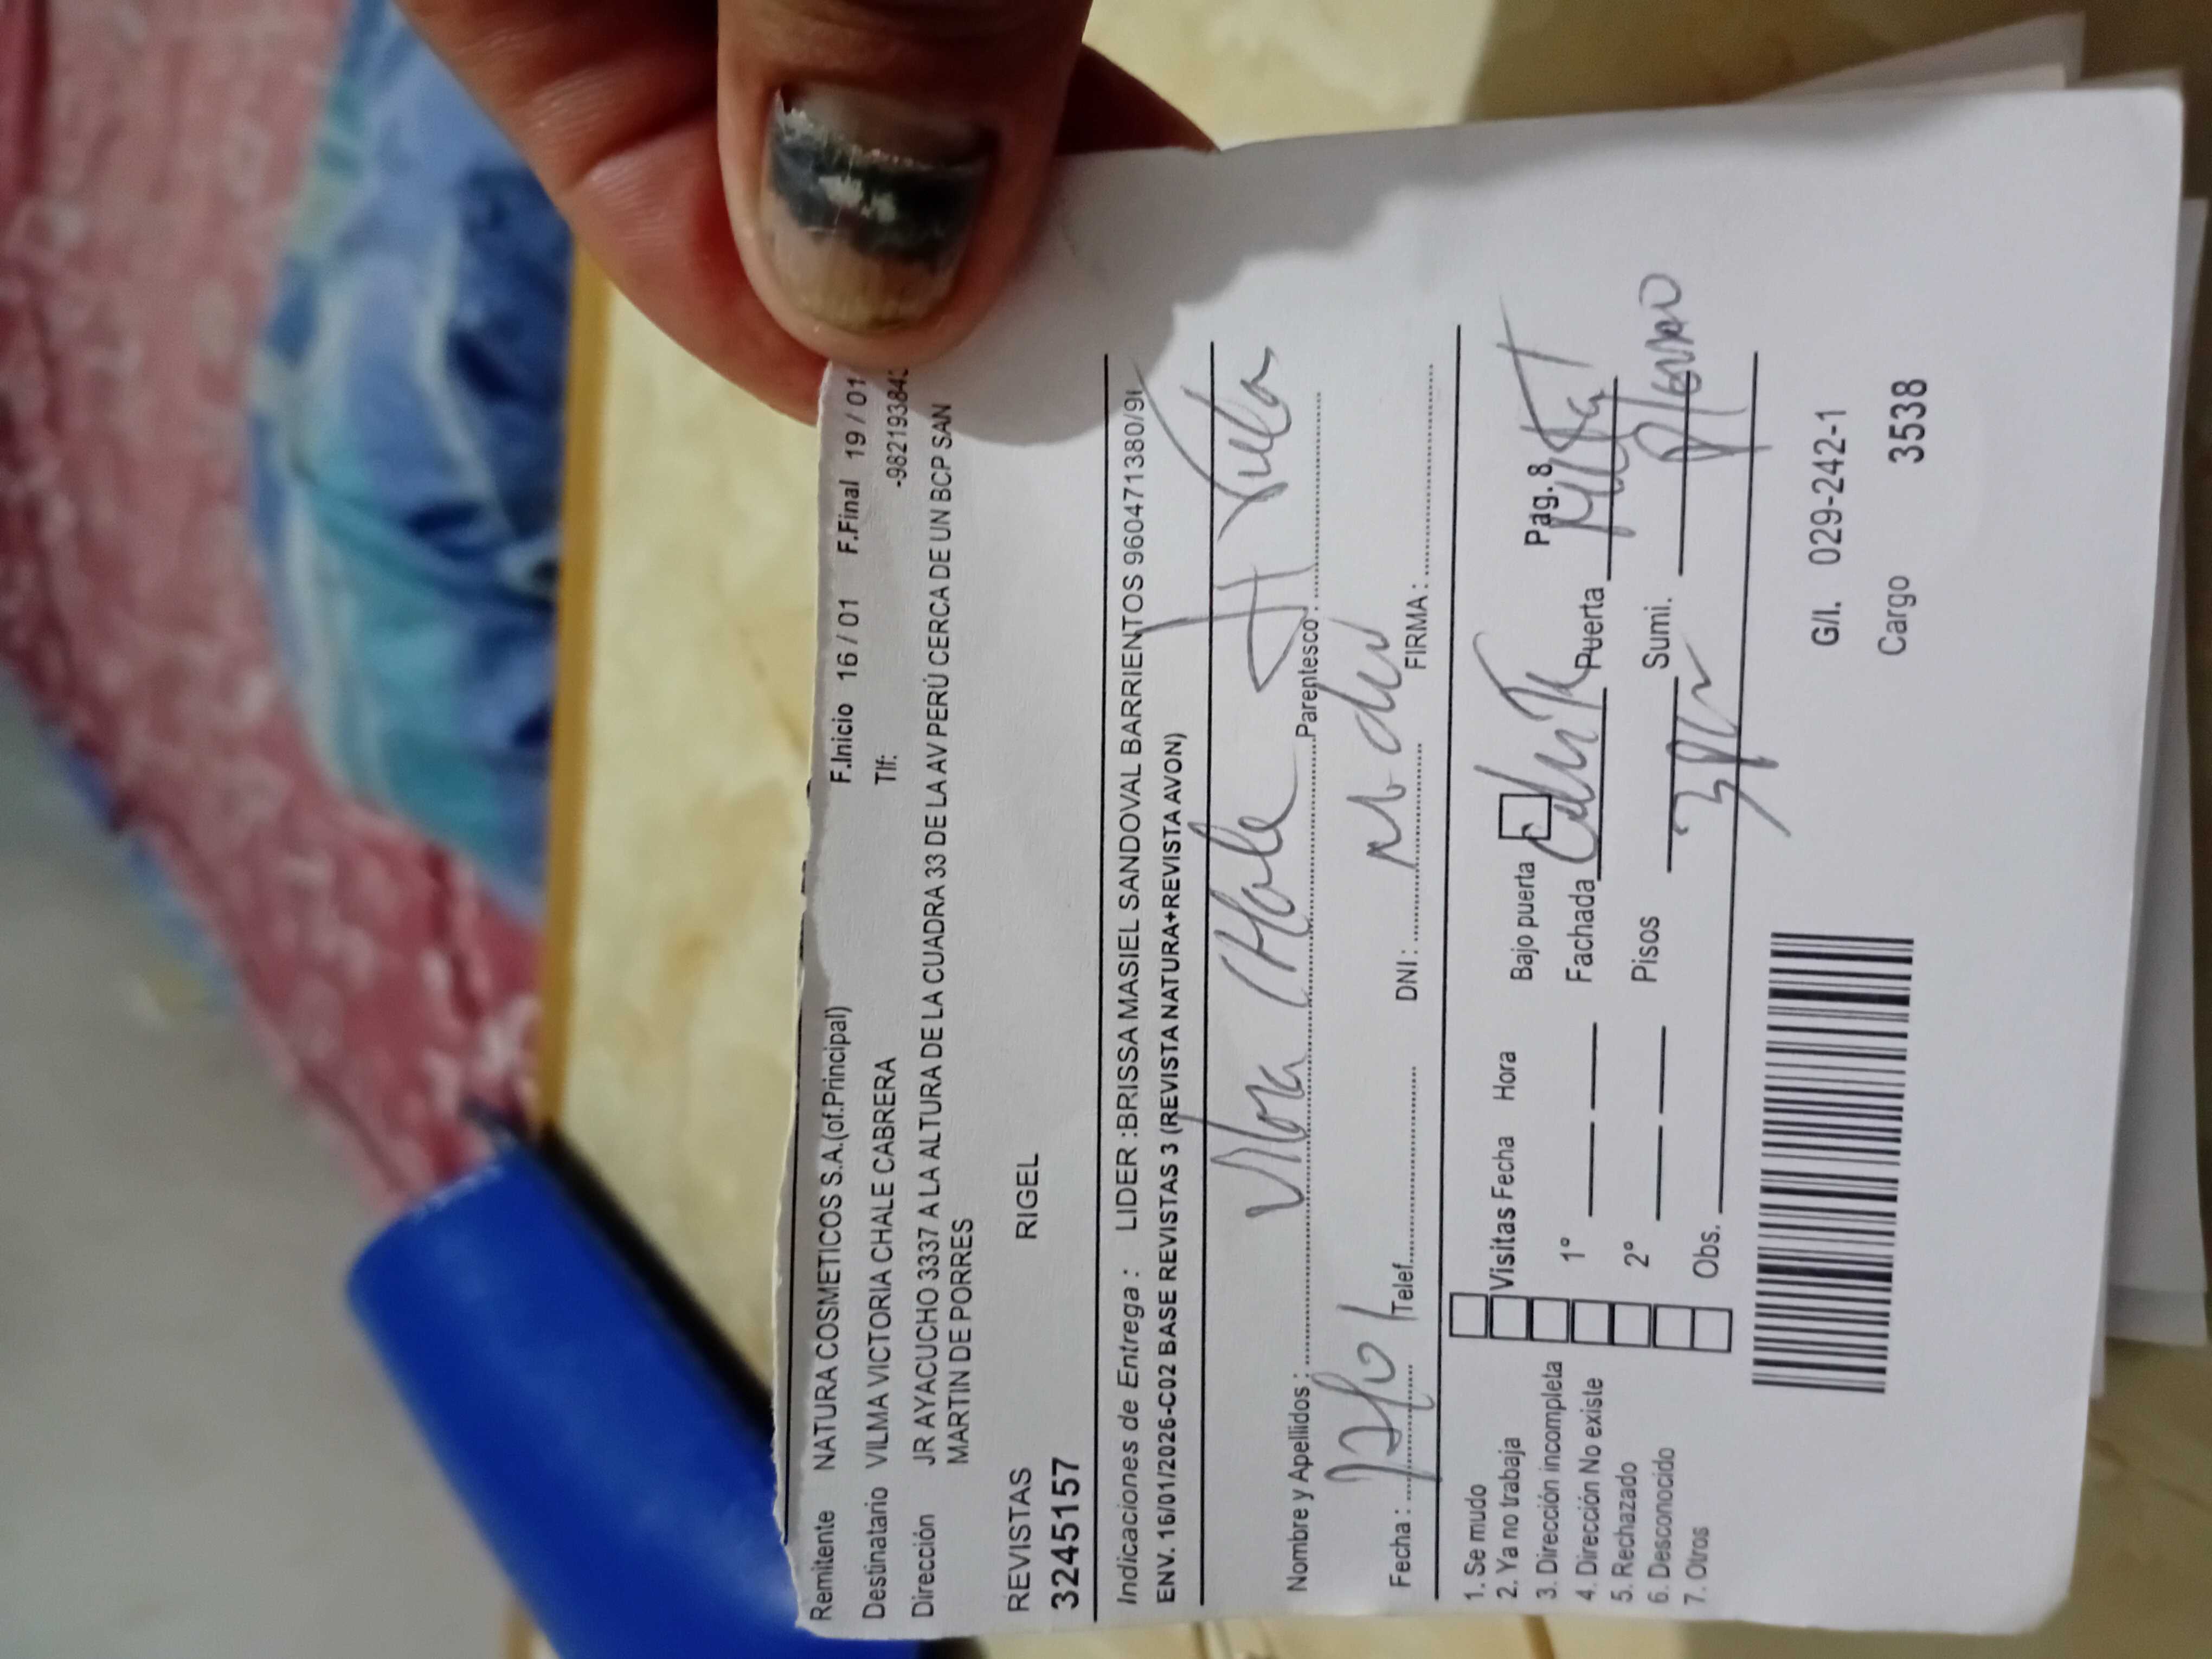 Remitente NATURA COSMETICOS S.A.(of.Principal) F.Inicio 16 / 01 F.Final 19 / 01
Destinatario VILMA VICTORIA CHALE CABRERA Tlf: -98219384
Dirección JR AYACUCHO 3337 A LA ALTURA DE LA CUADRA 33 DE LA AV PERÚ CERCA DE UN BCP SAN
MARTIN DE PORRES
REVISTAS RIGEL
3245157
Indicaciones de Entrega : LIDER :BRISSA MASIEL SANDOVAL BARRIENTOS 960471380/9
ENV. 16/01/2026-C02 BASE REVISTAS 3 (REVISTA NATURA+REVISTA AVON)
Nombre y Apellidos : Chale Parentesco :
Fecha : Telef. DNI : FIRMA :
1. Se mudo
2. Ya no trabaja Visitas Fecha Hora Bajo puerta Pag. 8
3. Dirección incompleta 1º Fachada Puerta
4. Dirección No existe
5. Rechazado 2º Pisos Sumi.
6. Desconocido
7. Otros Obs.
G/I. 029-242-1
Cargo 3538